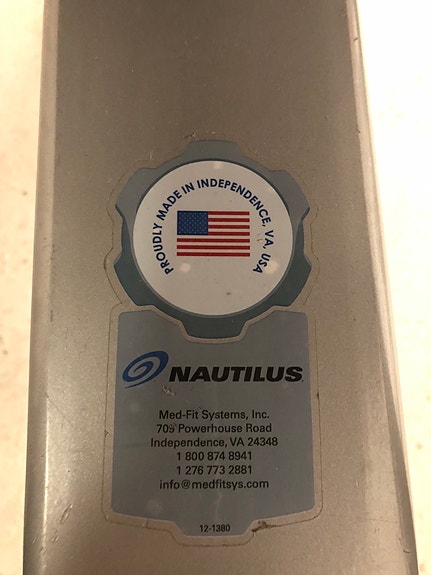 PROUDLY MADE IN INDEPENDENCE, VA, USA
NAUTILUS
Med-Fit Systems, Inc.
709 Powerhouse Road
Independence, VA 24348
1 800 874 8941
1 276 773 2881
info@medfitsys.com
12-1380